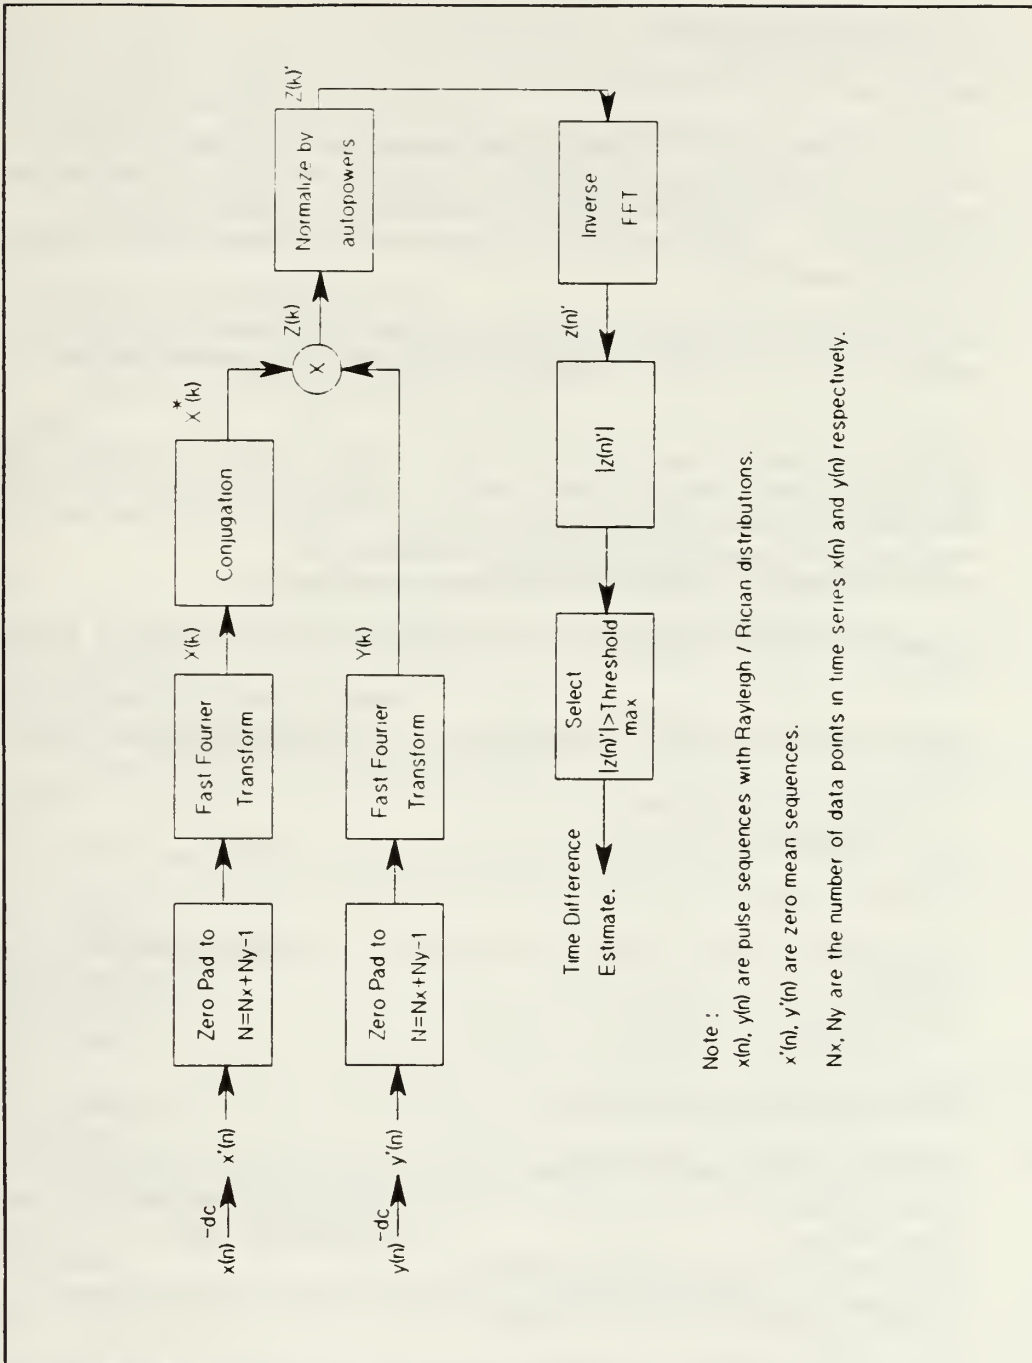 x(n)
-dc
x'(n)
Zero Pad to
N=Nx+Ny-1
Fast Fourier
Transform
X(k)
Conjugation
X*(k)
y(n)
-dc
y'(n)
Zero Pad to
N=Nx+Ny-1
Fast Fourier
Transform
Y(k)
X
Z(k)
Normalize by
autopowers
Z(k)'
Inverse
FFT
z(n)'
|z(n)'|
Select
|z(n)'|>Threshold
max
Time Difference
Estimate.
Note :
x(n), y(n) are pulse sequences with Rayleigh / Rician distributions.
x'(n), y'(n) are zero mean sequences.
Nx, Ny are the number of data points in time series x(n) and y(n) respectively.